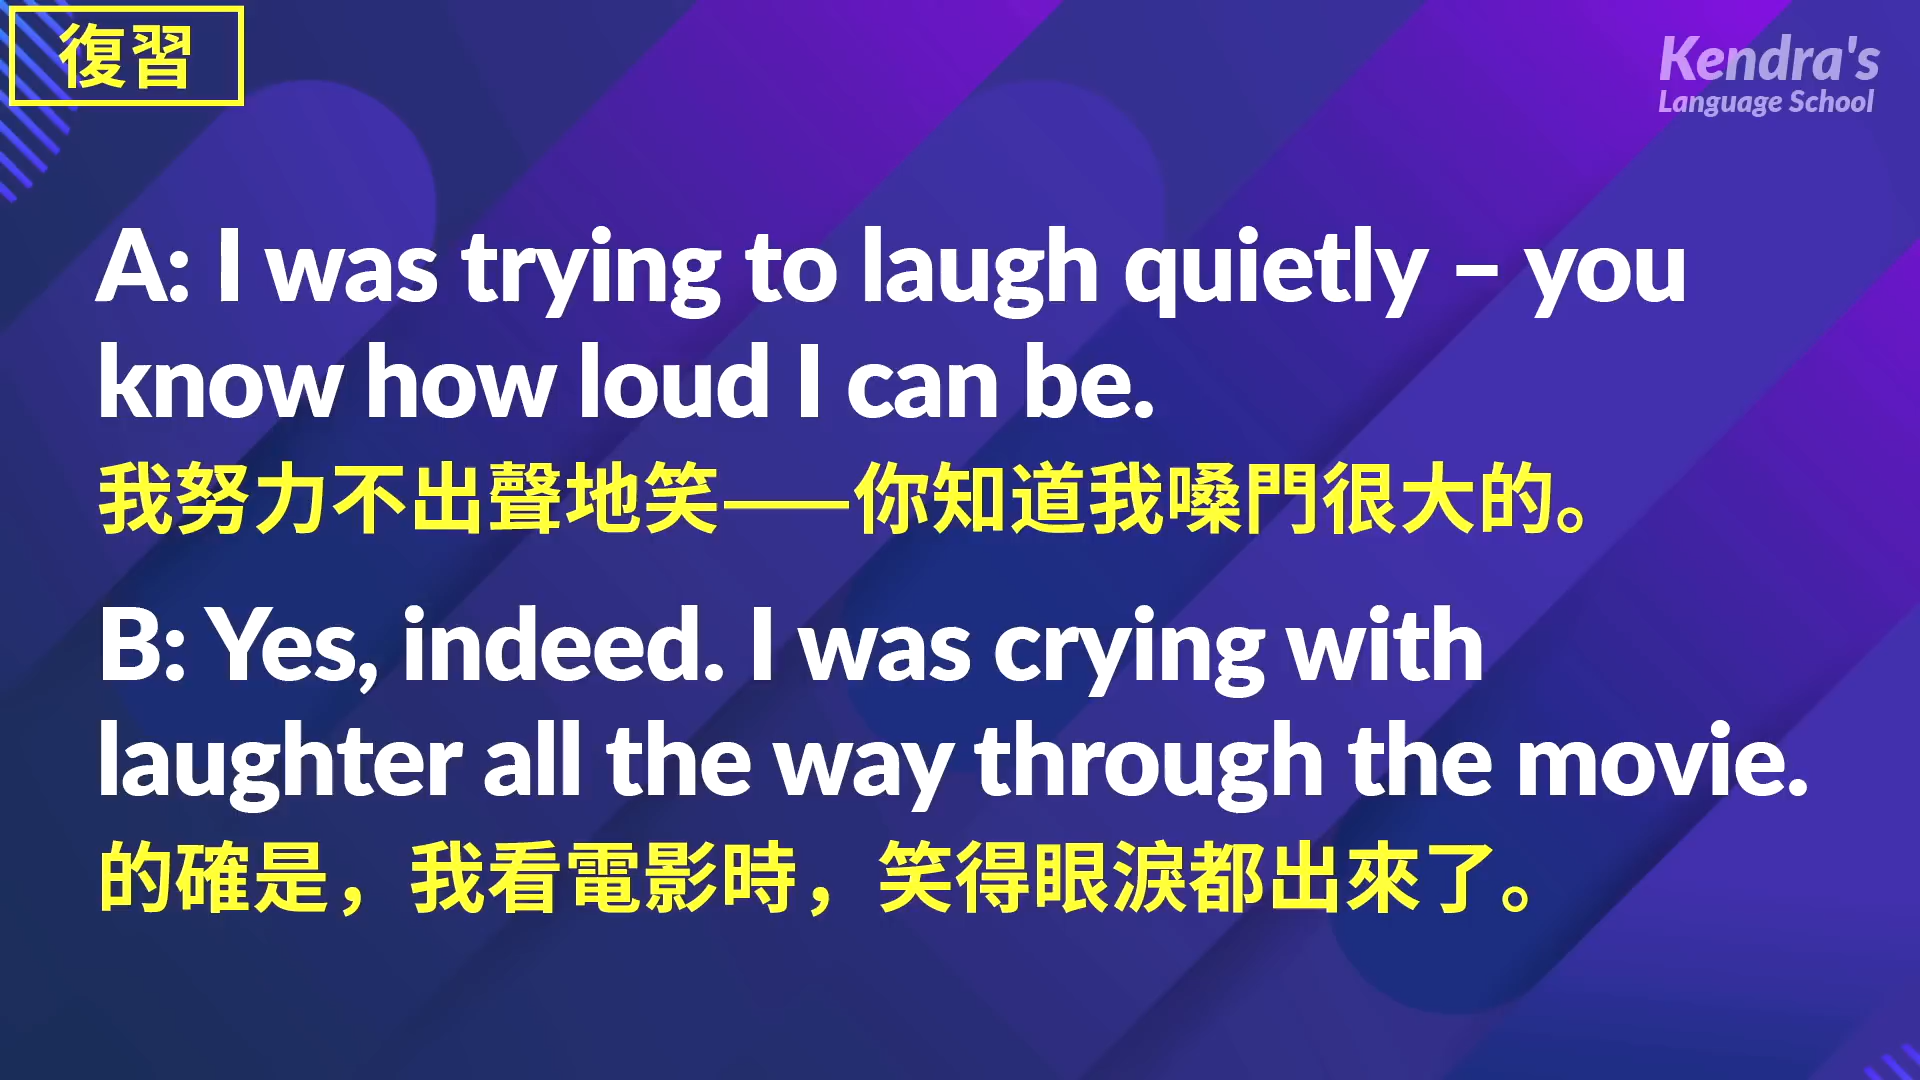 復習
Kendra's
Language School
A: I was trying to laugh quietly – you
know how loud I can be.
我努力不出聲地笑——你知道我嗓門很大的。
B: Yes, indeed. I was crying with
laughter all the way through the movie.
的確是，我看電影時，笑得眼淚都出來了。